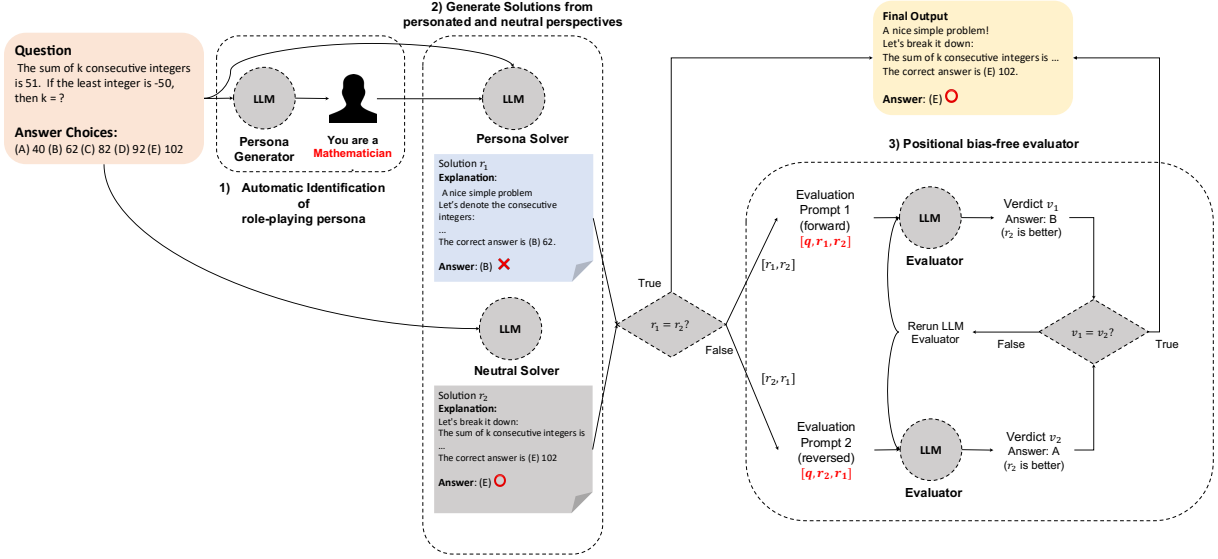 2) Generate Solutions from
personated and neutral perspectives
Question
The sum of k consecutive integers
is 51. If the least integer is -50,
then k = ?
Answer Choices:
(A) 40 (B) 62 (C) 82 (D) 92 (E) 102
LLM
Persona
Generator
You are a
Mathematician
1) Automatic Identification
of
role-playing persona
LLM
Persona Solver
Solution r₁
Explanation:
A nice simple problem
Let's denote the consecutive
integers:
...
The correct answer is (B) 62.
Answer: (B)
LLM
Neutral Solver
Solution r₂
Explanation:
Let's break it down:
The sum of k consecutive integers is
...
The correct answer is (E) 102
Answer: (E)
r₁ = r₂?
True
False
Final Output
A nice simple problem!
Let's break it down:
The sum of k consecutive integers is ...
The correct answer is (E) 102.
Answer: (E)
3) Positional bias-free evaluator
[r₁, r₂]
[r₂, r₁]
Evaluation
Prompt 1
(forward)
[q, r₁, r₂]
LLM
Evaluator
Verdict v₁
Answer: B
(r₂ is better)
Rerun LLM
Evaluator
False
v₁ = v₂?
True
Evaluation
Prompt 2
(reversed)
[q, r₂, r₁]
LLM
Evaluator
Verdict v₂
Answer: A
(r₂ is better)